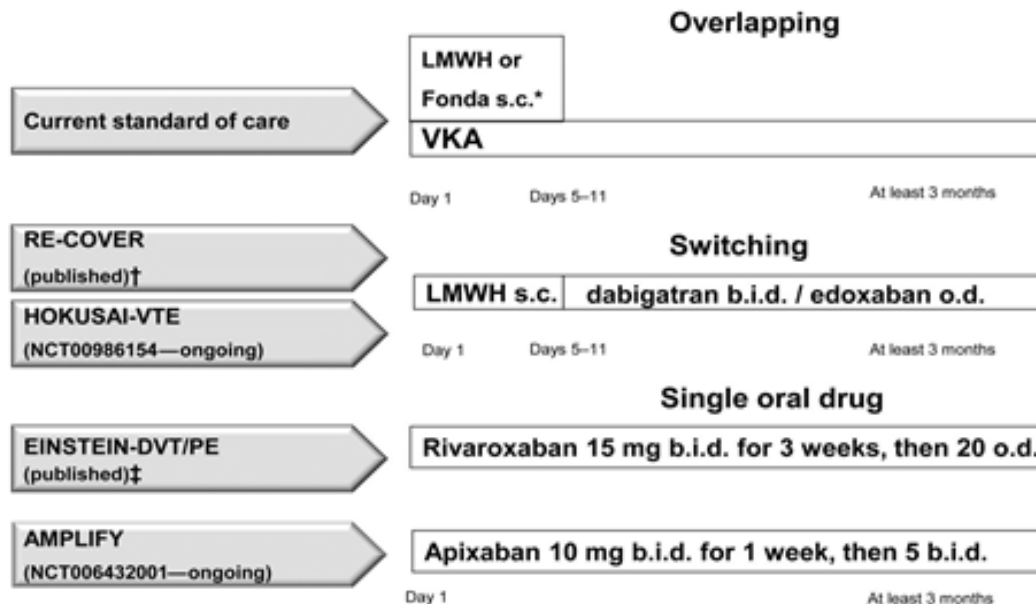 Overlapping
LMWH or
Fonda s.c.*
Current standard of care
VKA
Day 1 Days 5–11 At least 3 months
RE-COVER
(published)†
Switching
LMWH s.c. dabigatran b.i.d. / edoxaban o.d.
HOKUSAI-VTE
(NCT00986154—ongoing)
Day 1 Days 5–11 At least 3 months
Single oral drug
EINSTEIN-DVT/PE
(published)‡
Rivaroxaban 15 mg b.i.d. for 3 weeks, then 20 o.d.
AMPLIFY
(NCT006432001—ongoing)
Apixaban 10 mg b.i.d. for 1 week, then 5 b.i.d.
Day 1 At least 3 months